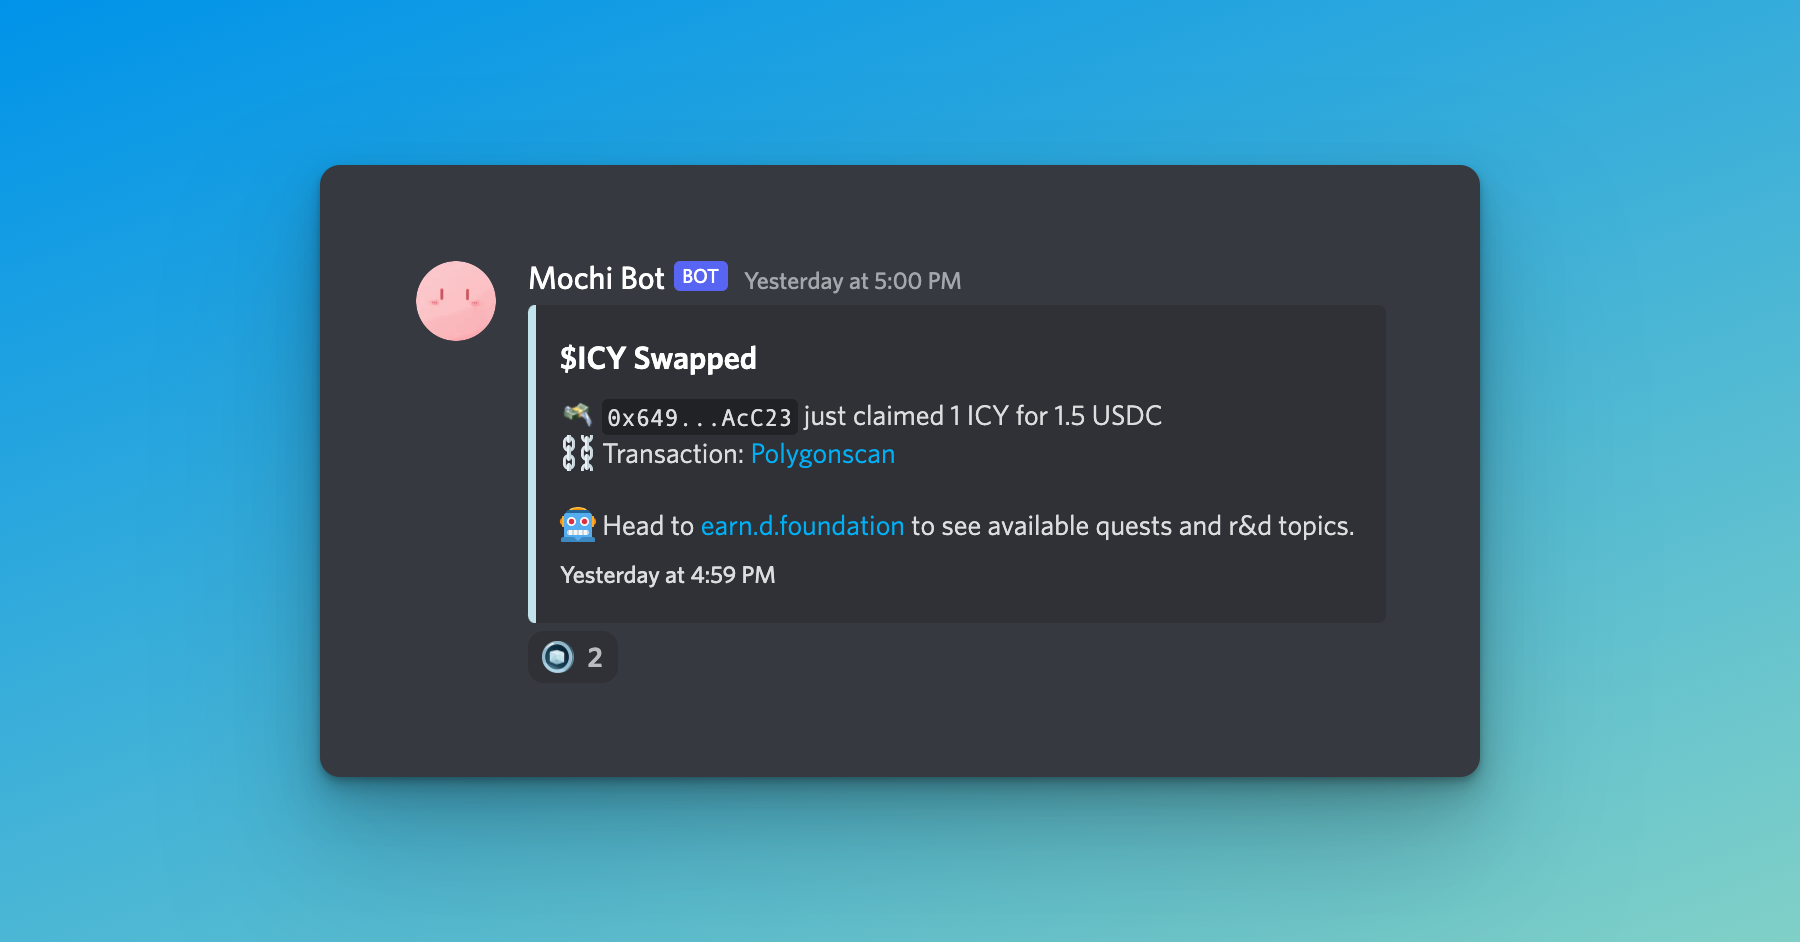 Mochi Bot BOT Yesterday at 5:00 PM
$ICY Swapped
0x649...AcC23 just claimed 1 ICY for 1.5 USDC
Transaction: Polygonscan
Head to earn.d.foundation to see available quests and r&d topics.
Yesterday at 4:59 PM
2